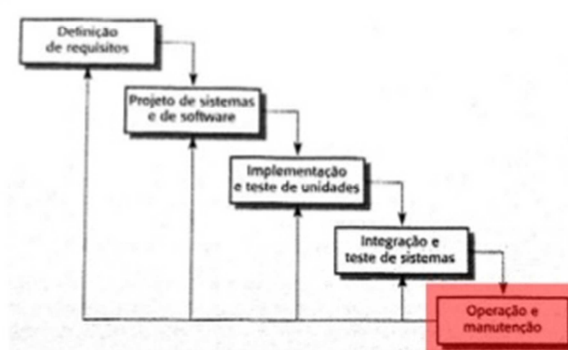 Definição
de requisitos
Projeto de sistemas
e de software
Implementação
e teste de unidades
Integração e
teste de sistemas
Operação e
manutenção